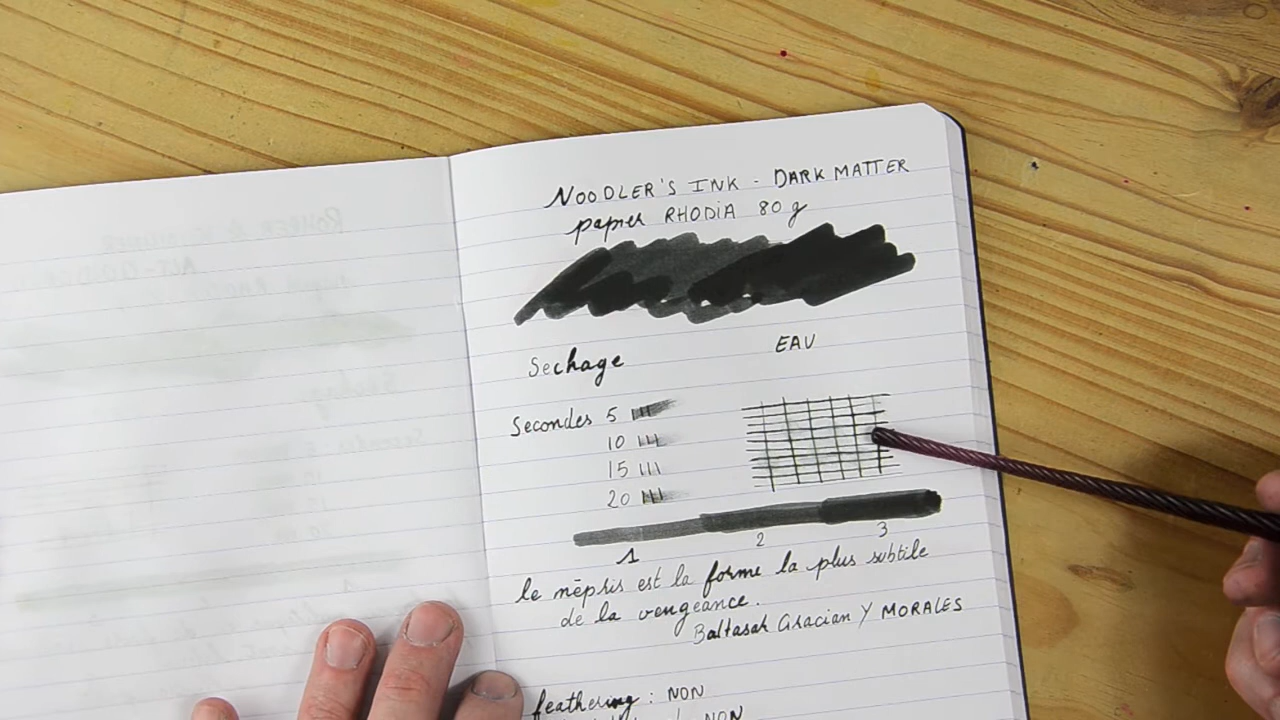 NOODLER'S INK - DARK MATTER
papier RHODIA 80 g
Sechage
EAU
Secondes 5
10
15
20
1 2 3
le mépris est la forme la plus subtile
de la vengeance.
Baltasar Gracian Y MORALES
feathering : NON
NON